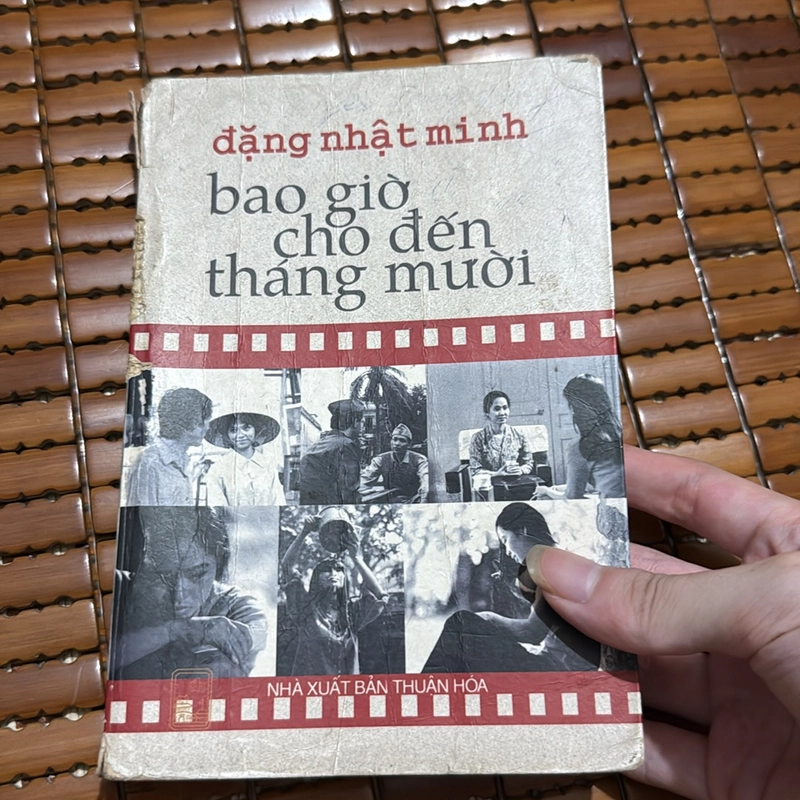 đặng nhật minh
bao giờ
cho đến
tháng mười
NHÀ XUẤT BẢN THUẬN HÓA